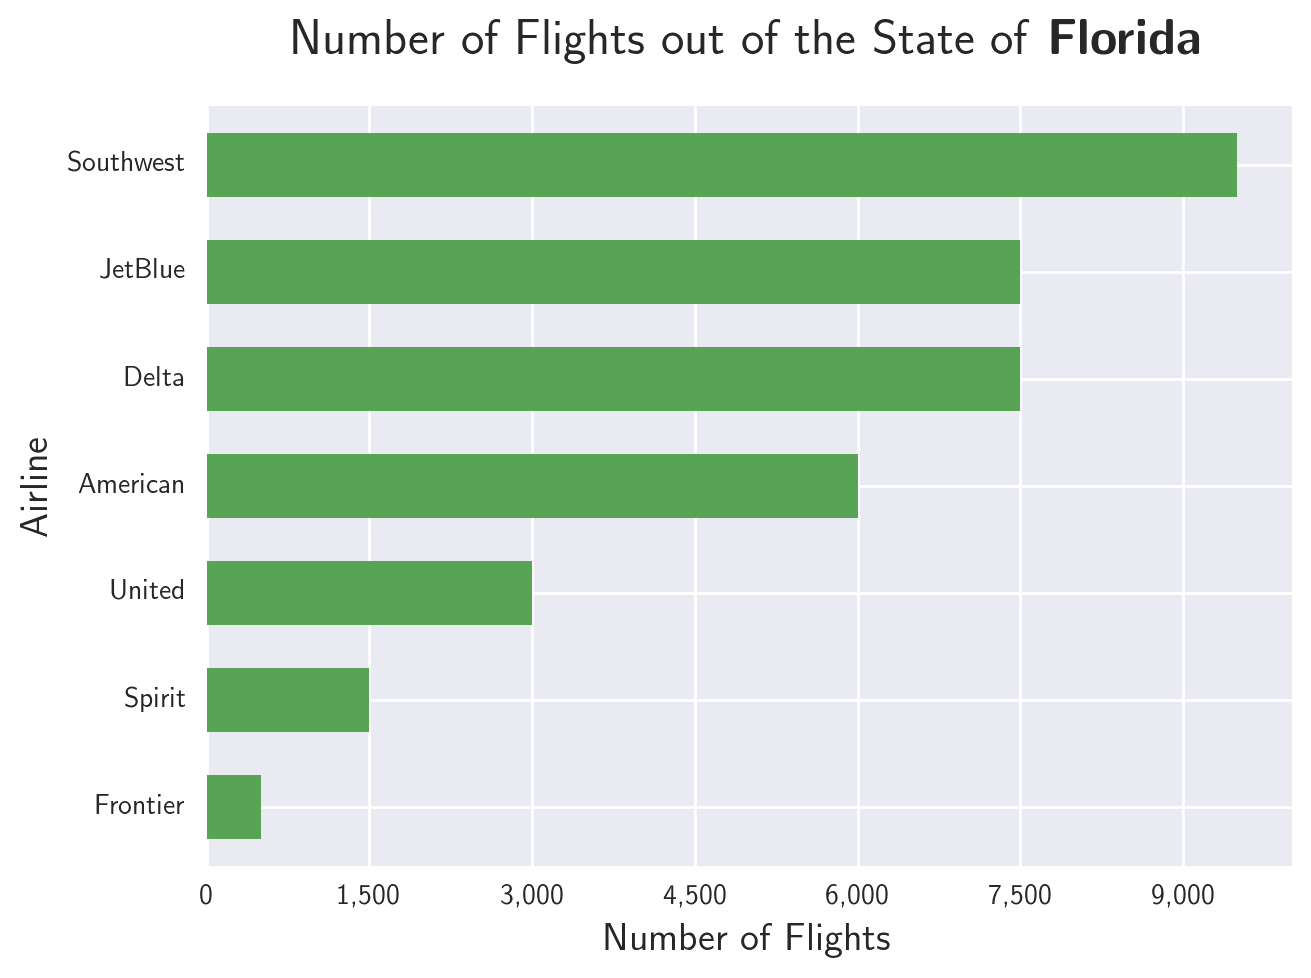 Number of Flights out of the State of Florida
Southwest
JetBlue
Delta
American
United
Spirit
Frontier
Airline
0 1,500 3,000 4,500 6,000 7,500 9,000
Number of Flights